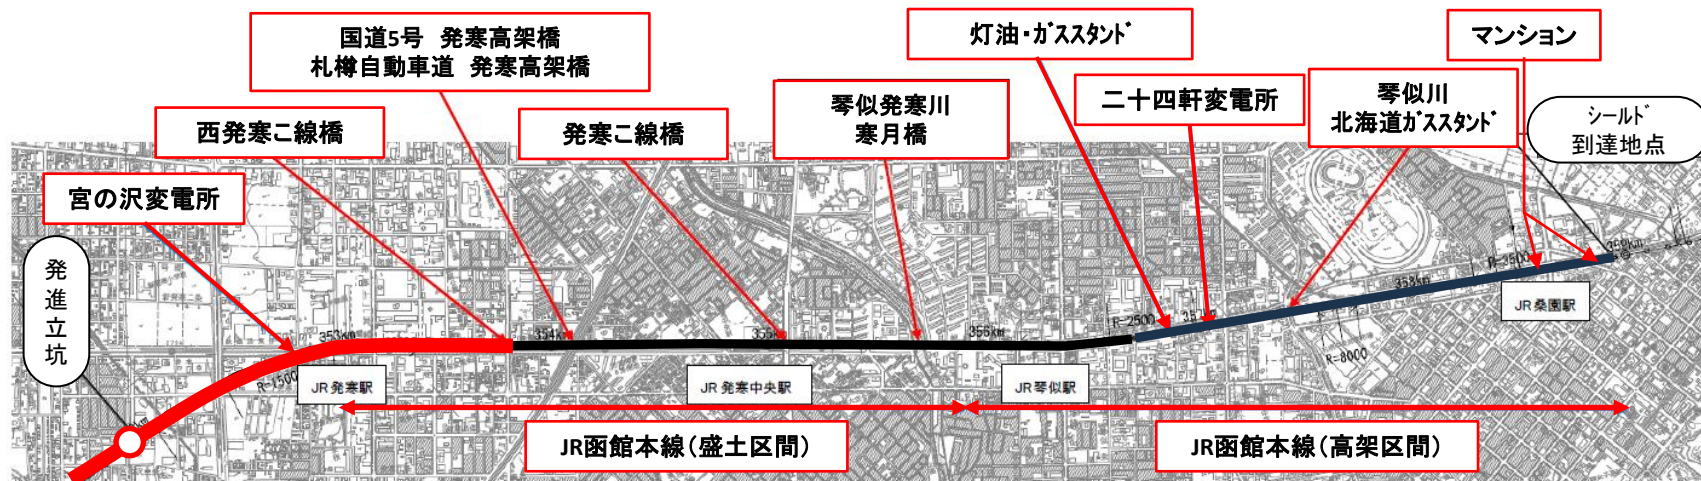 国道5号 発寒高架橋
札樽自動車道 発寒高架橋
灯油・ガススタンド
マンション
西発寒こ線橋
発寒こ線橋
琴似発寒川
寒月橋
二十四軒変電所
琴似川
北海道ガススタンド
シールド
到達地点
宮の沢変電所
発進立坑
353km
354k
356km
358km
R=1500
R=2500
R=8000
R=3500
JR発寒駅
JR発寒中央駅
JR琴似駅
JR桑園駅
JR函館本線(盛土区間)
JR函館本線(高架区間)